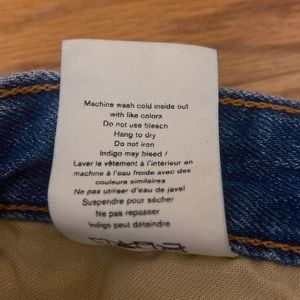 Machine wash cold inside out
with like colors
Do not use bleach
Hang to dry
Do not iron
Indigo may bleed !
Laver le vêtement à l'intérieur en
machine à l'eau froide avec des
couleurs similaires
Ne pas utiliser d'eau de javel
Suspendre pour sécher
Ne pas repasser
Indigo peut déteindre